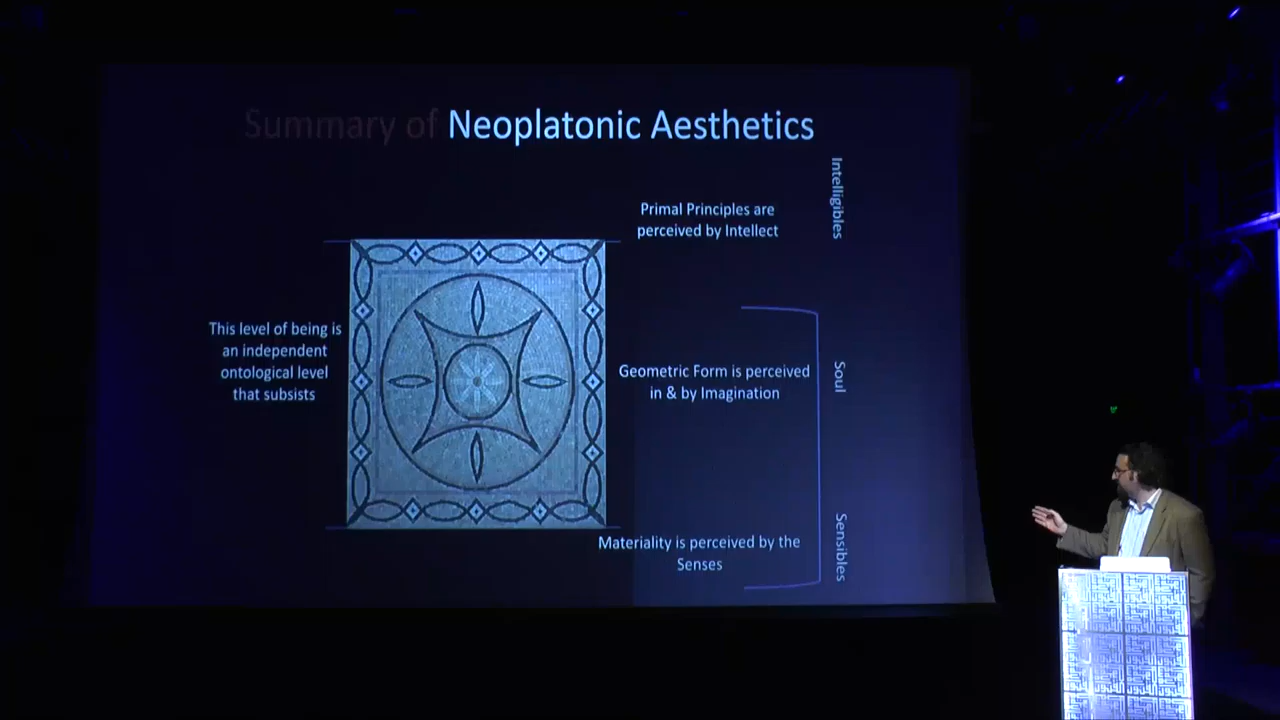 Summary of Neoplatonic Aesthetics
Intelligibles
Primal Principles are
perceived by Intellect
This level of being is
an independent
ontological level
that subsists
Geometric Form is perceived
in & by Imagination
Soul
Materiality is perceived by the
Senses
Sensibles